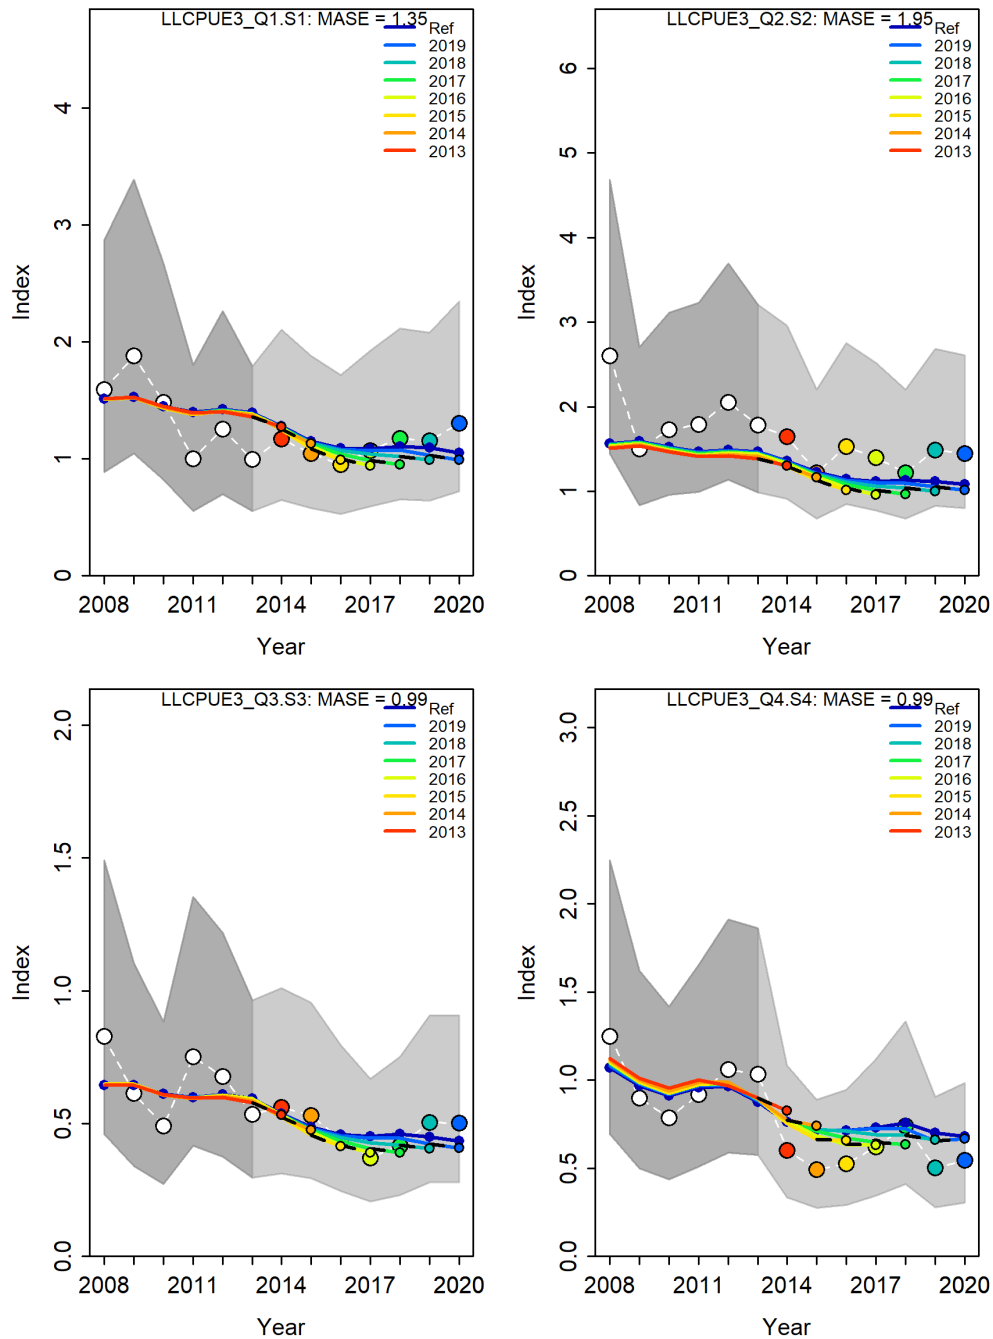 LLCPUE3_Q1.S1: MASE = 1.35
Ref
2019
2018
2017
2016
2015
2014
2013
4
3
2
1
0
Index
2008 2011 2014 2017 2020
Year
LLCPUE3_Q2.S2: MASE = 1.95
Ref
2019
2018
2017
2016
2015
2014
2013
6
5
4
3
2
1
0
Index
2008 2011 2014 2017 2020
Year
LLCPUE3_Q3.S3: MASE = 0.99
Ref
2019
2018
2017
2016
2015
2014
2013
2.0
1.5
1.0
0.5
0.0
Index
2008 2011 2014 2017 2020
Year
LLCPUE3_Q4.S4: MASE = 0.99
Ref
2019
2018
2017
2016
2015
2014
2013
3.0
2.5
2.0
1.5
1.0
0.5
0.0
Index
2008 2011 2014 2017 2020
Year